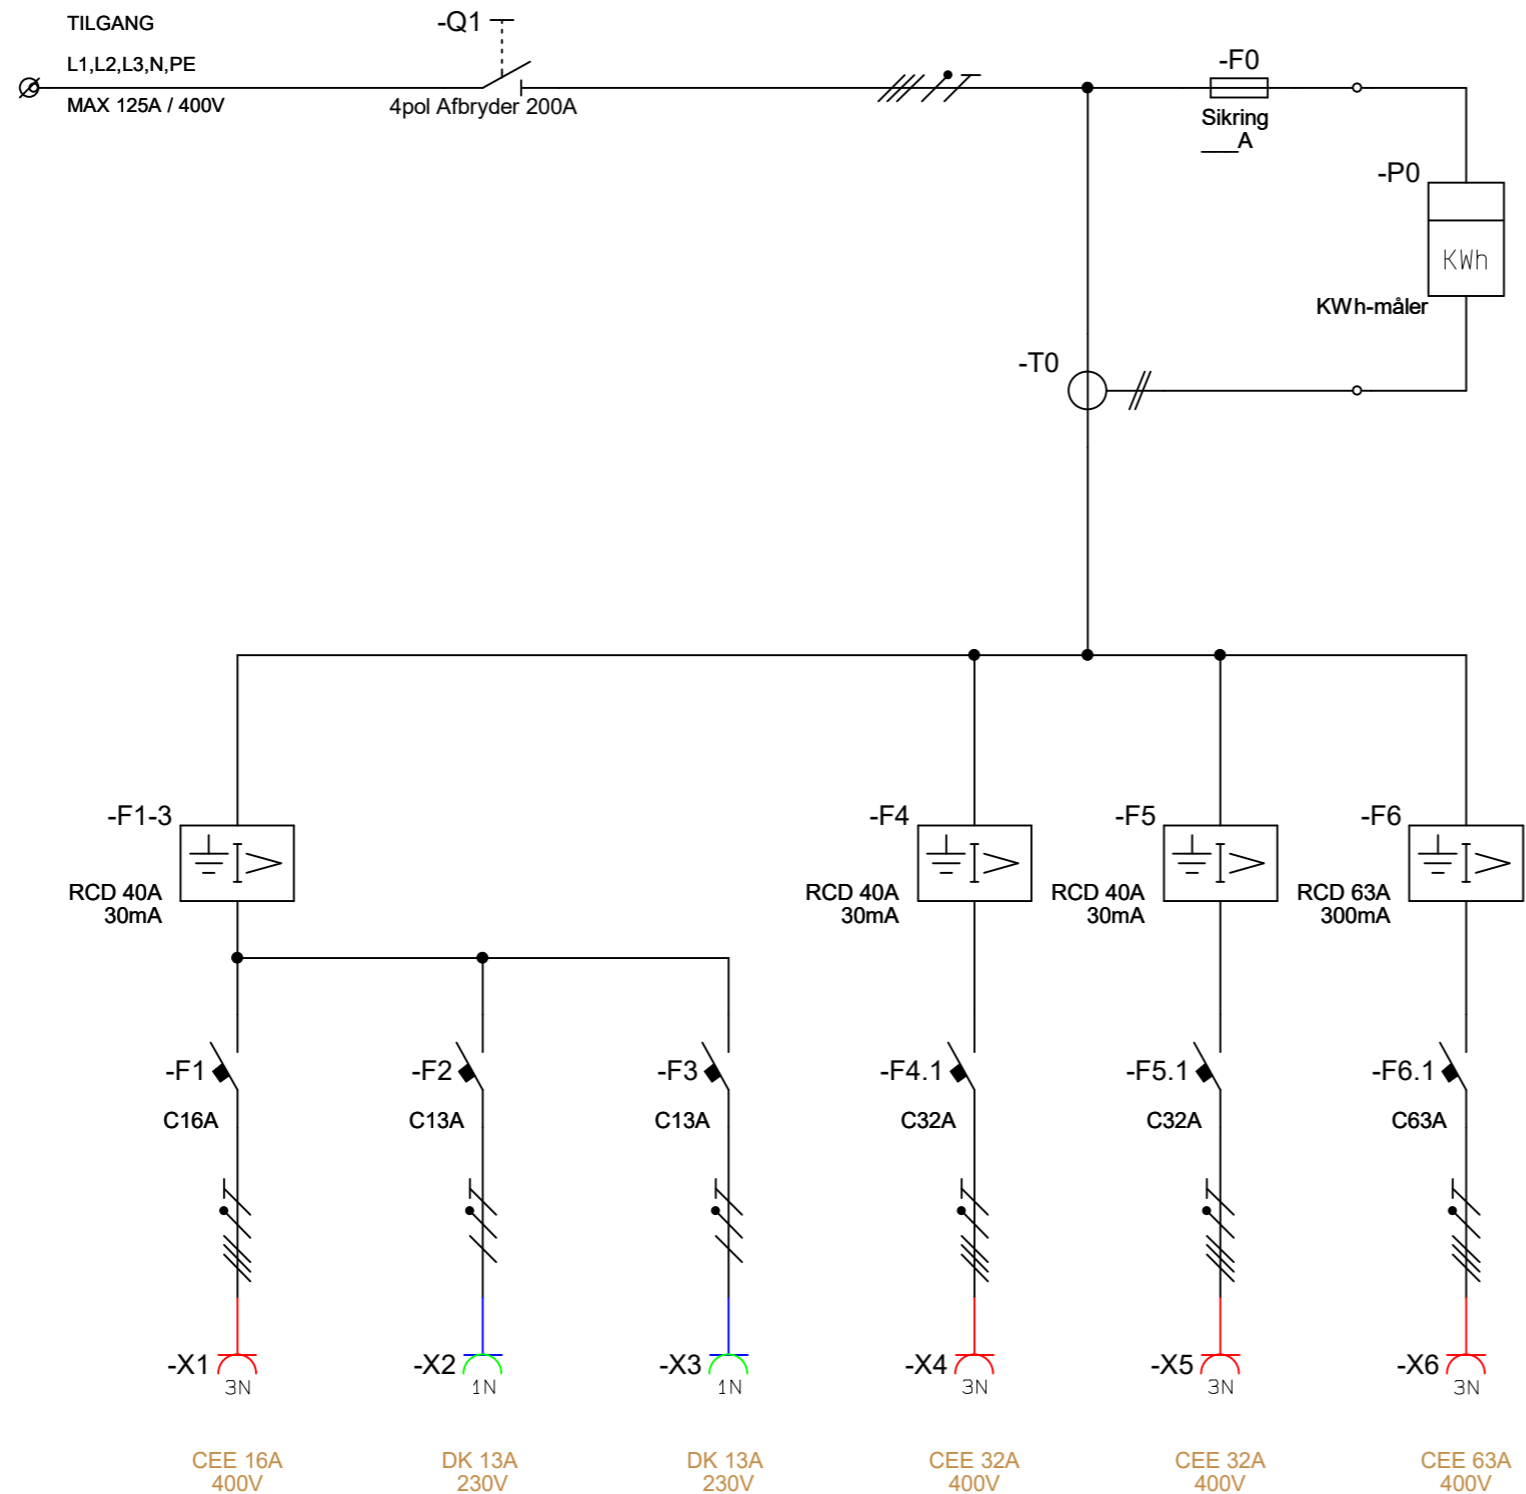 TILGANG
L1,L2,L3,N,PE
MAX 125A / 400V
-Q1
4pol Afbryder 200A
-F0
Sikring
___A
-P0
KWh
KWh-måler
-T0
-F1-3
RCD 40A
30mA
-F4
RCD 40A
30mA
-F5
RCD 40A
30mA
-F6
RCD 63A
300mA
-F1
C16A
-F2
C13A
-F3
C13A
-F4.1
C32A
-F5.1
C32A
-F6.1
C63A
-X1
3N
-X2
1N
-X3
1N
-X4
3N
-X5
3N
-X6
3N
CEE 16A
400V
DK 13A
230V
DK 13A
230V
CEE 32A
400V
CEE 32A
400V
CEE 63A
400V